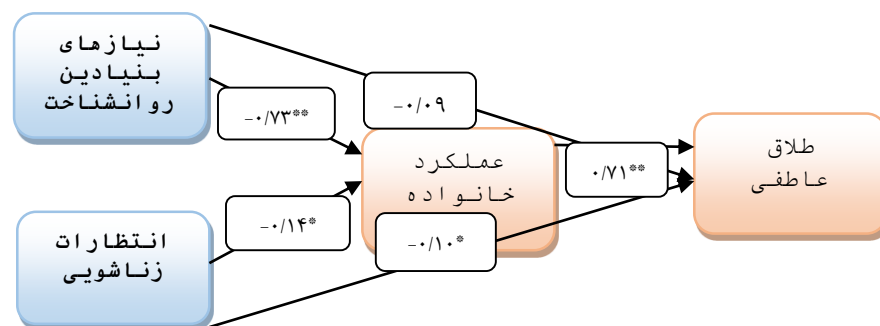 نیازهای
بنیادین
روانشناخت
-۰/۷۳**
-۰/۰۹
عملکرد
خانواده
۰/۷۱**
طلاق
عاطفی
انتظارات
زناشویی
-۰/۱۴*
-۰/۱۰*